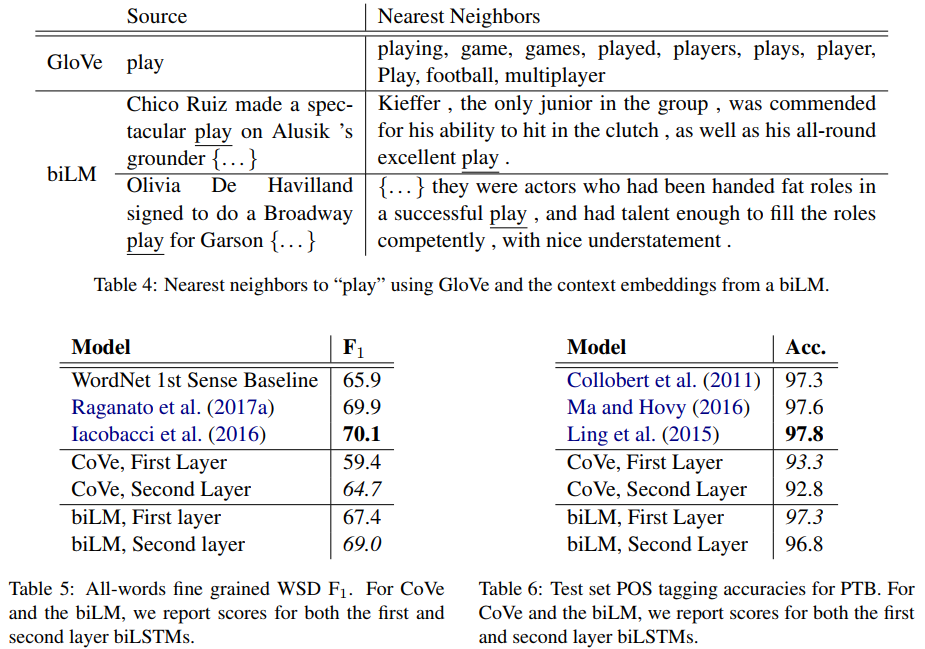 Source Nearest Neighbors
GloVe play playing, game, games, played, players, plays, player,
Play, football, multiplayer
biLM
Chico Ruiz made a spec-
tacular play on Alusik 's
grounder {...}
Kieffer , the only junior in the group , was commended
for his ability to hit in the clutch , as well as his all-round
excellent play .
Olivia De Havilland
signed to do a Broadway
play for Garson {...}
{...} they were actors who had been handed fat roles in
a successful play , and had talent enough to fill the roles
competently , with nice understatement .
Table 4: Nearest neighbors to “play” using GloVe and the context embeddings from a biLM.
Model F1
WordNet 1st Sense Baseline 65.9
Raganato et al. (2017a) 69.9
Iacobacci et al. (2016) 70.1
CoVe, First Layer 59.4
CoVe, Second Layer 64.7
biLM, First layer 67.4
biLM, Second layer 69.0
Table 5: All-words fine grained WSD F1. For CoVe
and the biLM, we report scores for both the first and
second layer biLSTMs.
Model Acc.
Collobert et al. (2011) 97.3
Ma and Hovy (2016) 97.6
Ling et al. (2015) 97.8
CoVe, First Layer 93.3
CoVe, Second Layer 92.8
biLM, First Layer 97.3
biLM, Second Layer 96.8
Table 6: Test set POS tagging accuracies for PTB. For
CoVe and the biLM, we report scores for both the first
and second layer biLSTMs.